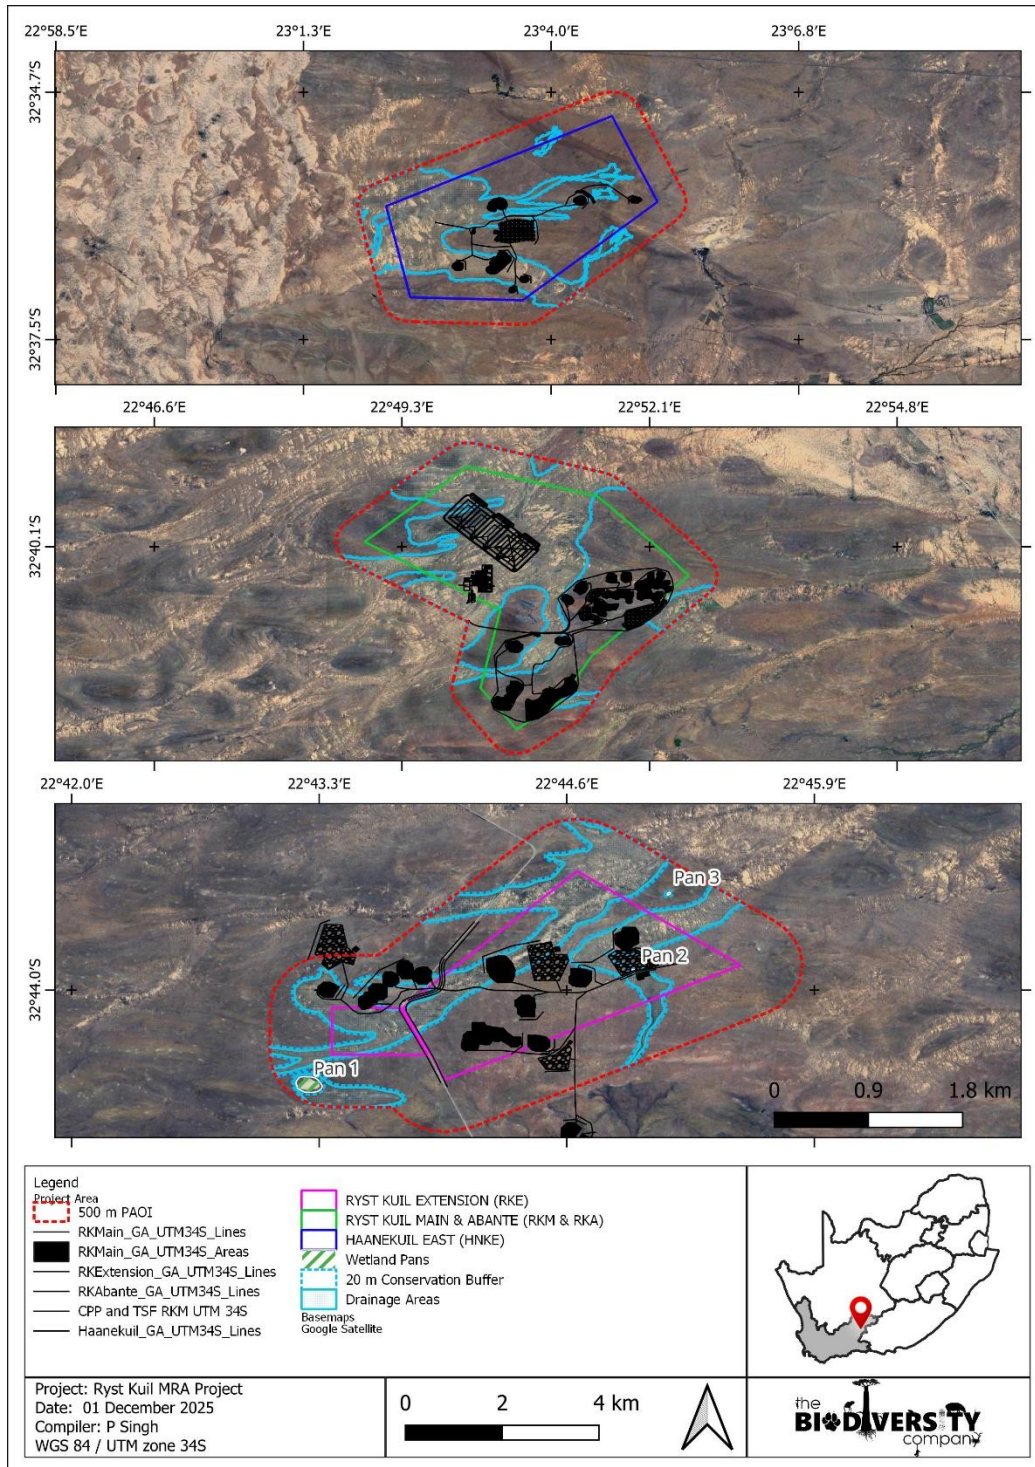 22°58.5′E 23°1.3′E 23°4.0′E 23°6.8′E
32°34.7′S
32°37.5′S
22°46.6′E 22°49.3′E 22°52.1′E 22°54.8′E
32°40.1′S
22°42.0′E 22°43.3′E 22°44.6′E 22°45.9′E
Pan 3
Pan 2
32°44.0′S
Pan 1
0 0.9 1.8 km
Legend
Project Area
500 m PAOI
RKMain_GA_UTM34S_Lines
RKMain_GA_UTM34S_Areas
RKExtension_GA_UTM34S_Lines
RKAbante_GA_UTM34S_Lines
CPP and TSF RKM UTM 34S
Haanekuil_GA_UTM34S_Lines
RYST KUIL EXTENSION (RKE)
RYST KUIL MAIN & ABANTE (RKM & RKA)
HAANEKUIL EAST (HNKE)
Wetland Pans
20 m Conservation Buffer
Drainage Areas
Basemaps
Google Satellite
Project: Ryst Kuil MRA Project
Date: 01 December 2025
Compiler: P Singh
WGS 84 / UTM zone 34S
0 2 4 km
the
BIODIVERSITY
company